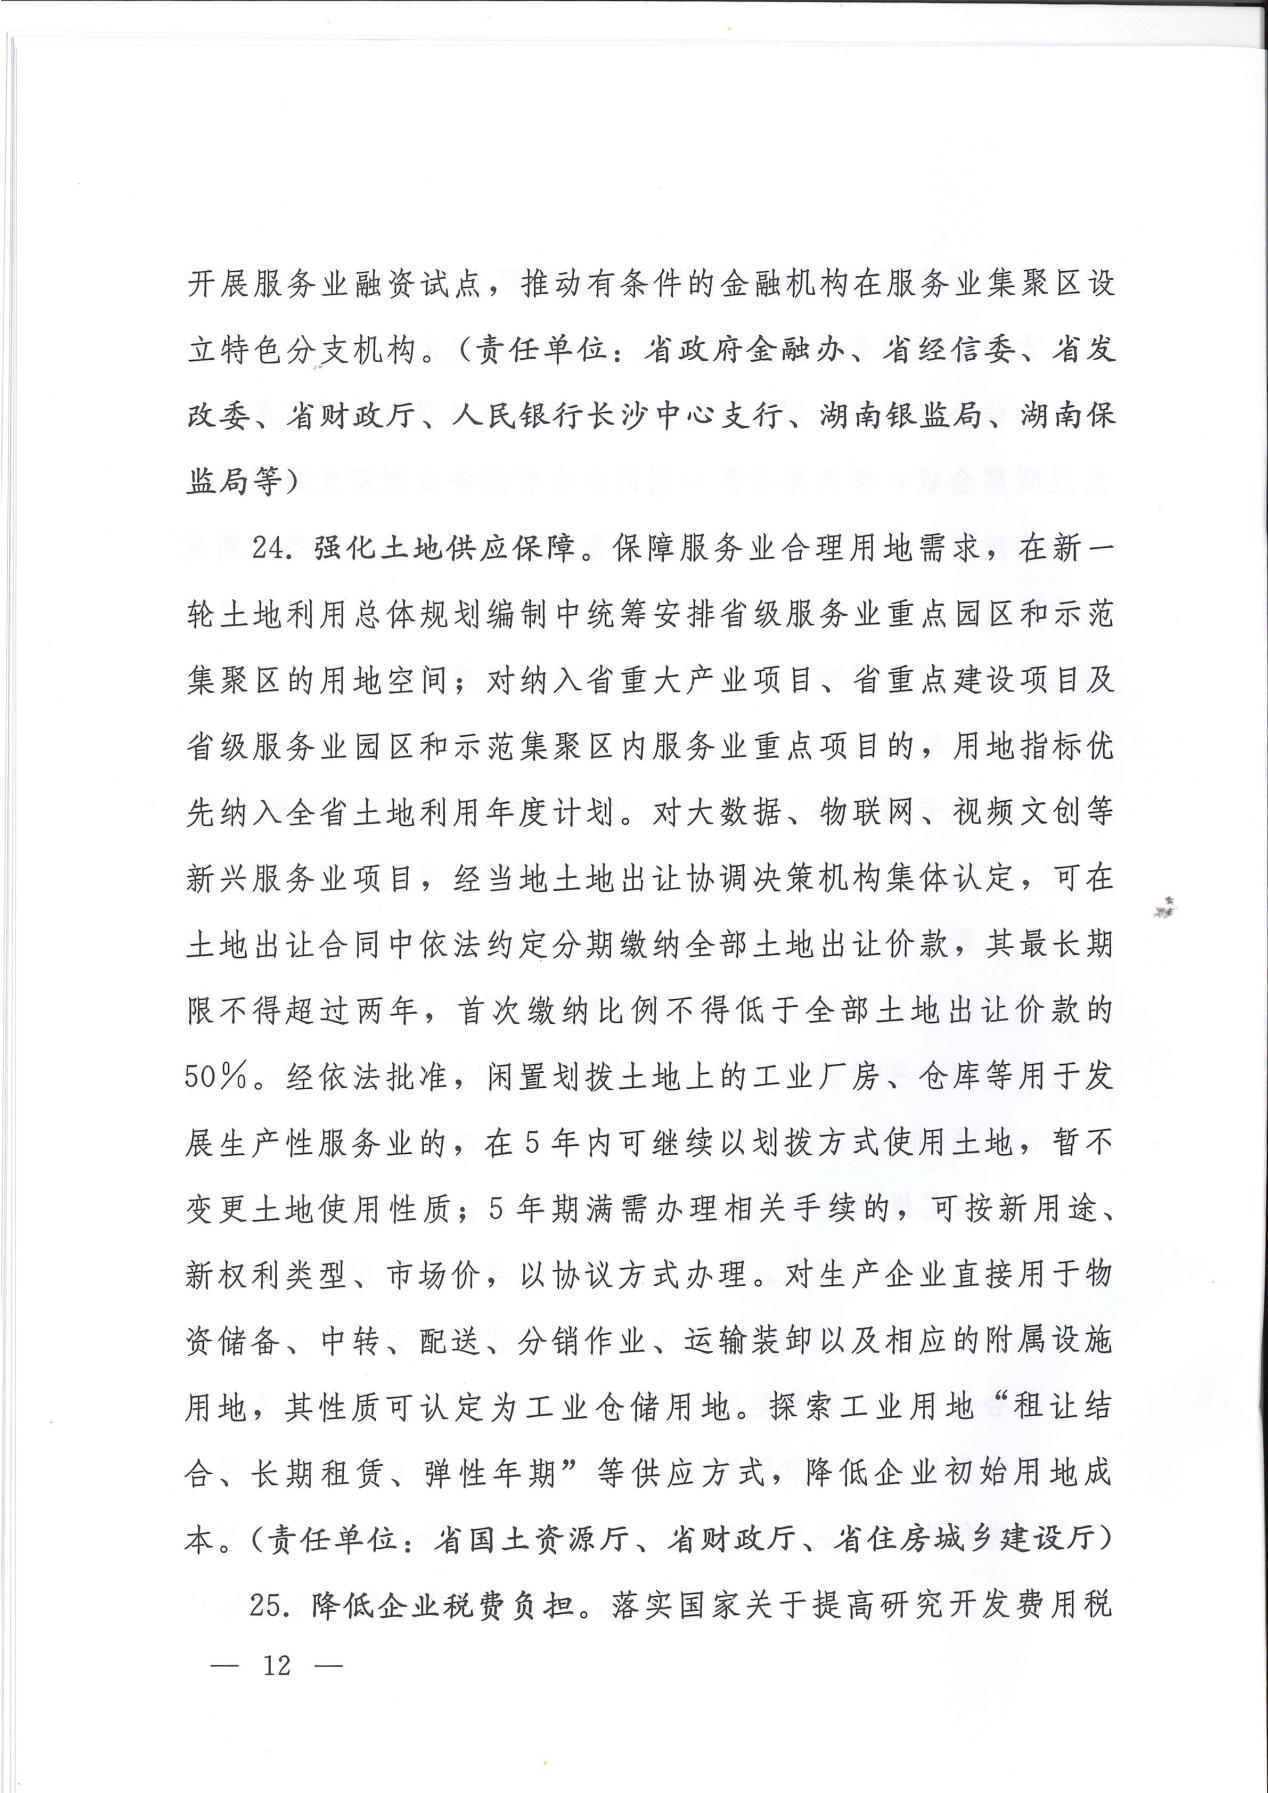 开展服务业融资试点，推动有条件的金融机构在服务业集聚区设
立特色分支机构。（责任单位：省政府金融办、省经信委、省发
改委、省财政厅、人民银行长沙中心支行、湖南银监局、湖南保
监局等）
24. 强化土地供应保障。保障服务业合理用地需求，在新一
轮土地利用总体规划编制中统筹安排省级服务业重点园区和示范
集聚区的用地空间；对纳入省重大产业项目、省重点建设项目及
省级服务业园区和示范集聚区内服务业重点项目的，用地指标优
先纳入全省土地利用年度计划。对大数据、物联网、视频文创等
新兴服务业项目，经当地土地出让协调决策机构集体认定，可在
土地出让合同中依法约定分期缴纳全部土地出让价款，其最长期
限不得超过两年，首次缴纳比例不得低于全部土地出让价款的
50%。经依法批准，闲置划拨土地上的工业厂房、仓库等用于发
展生产性服务业的，在 5 年内可继续以划拨方式使用土地，暂不
变更土地使用性质；5 年期满需办理相关手续的，可按新用途、
新权利类型、市场价，以协议方式办理。对生产企业直接用于物
资储备、中转、配送、分销作业、运输装卸以及相应的附属设施
用地，其性质可认定为工业仓储用地。探索工业用地“租让结
合、长期租赁、弹性年期”等供应方式，降低企业初始用地成
本。（责任单位：省国土资源厅、省财政厅、省住房城乡建设厅）
25. 降低企业税费负担。落实国家关于提高研究开发费用税
— 12 —